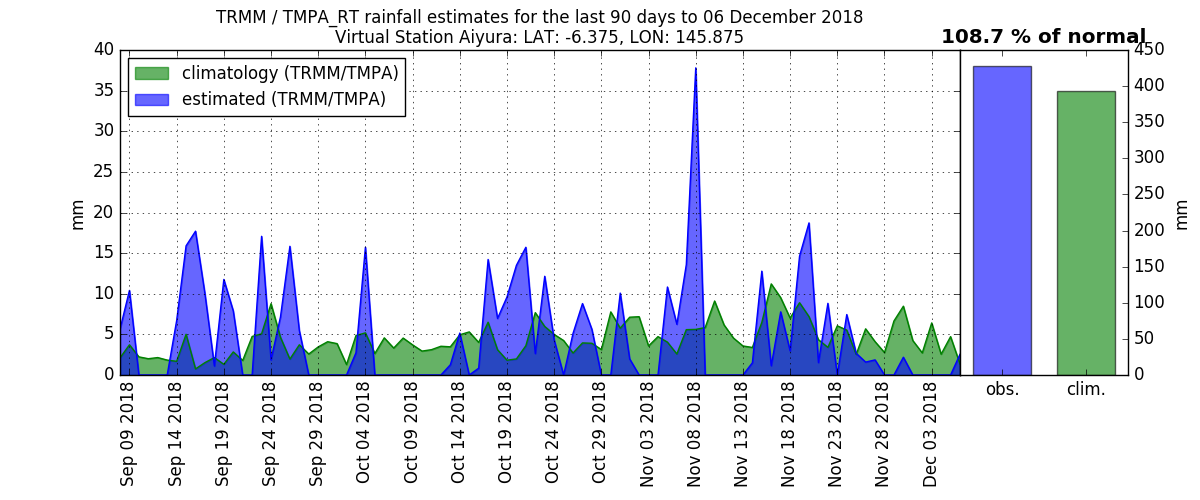 TRMM / TMPA_RT rainfall estimates for the last 90 days to 06 December 2018
Virtual Station Aiyura: LAT: -6.375, LON: 145.875
108.7 % of normal
climatology (TRMM/TMPA)
estimated (TRMM/TMPA)
40
35
30
25
20
15
10
5
0
mm
Sep 09 2018
Sep 14 2018
Sep 19 2018
Sep 24 2018
Sep 29 2018
Oct 04 2018
Oct 09 2018
Oct 14 2018
Oct 19 2018
Oct 24 2018
Oct 29 2018
Nov 03 2018
Nov 08 2018
Nov 13 2018
Nov 18 2018
Nov 23 2018
Nov 28 2018
Dec 03 2018
obs.
clim.
450
400
350
300
250
200
150
100
50
0
mm